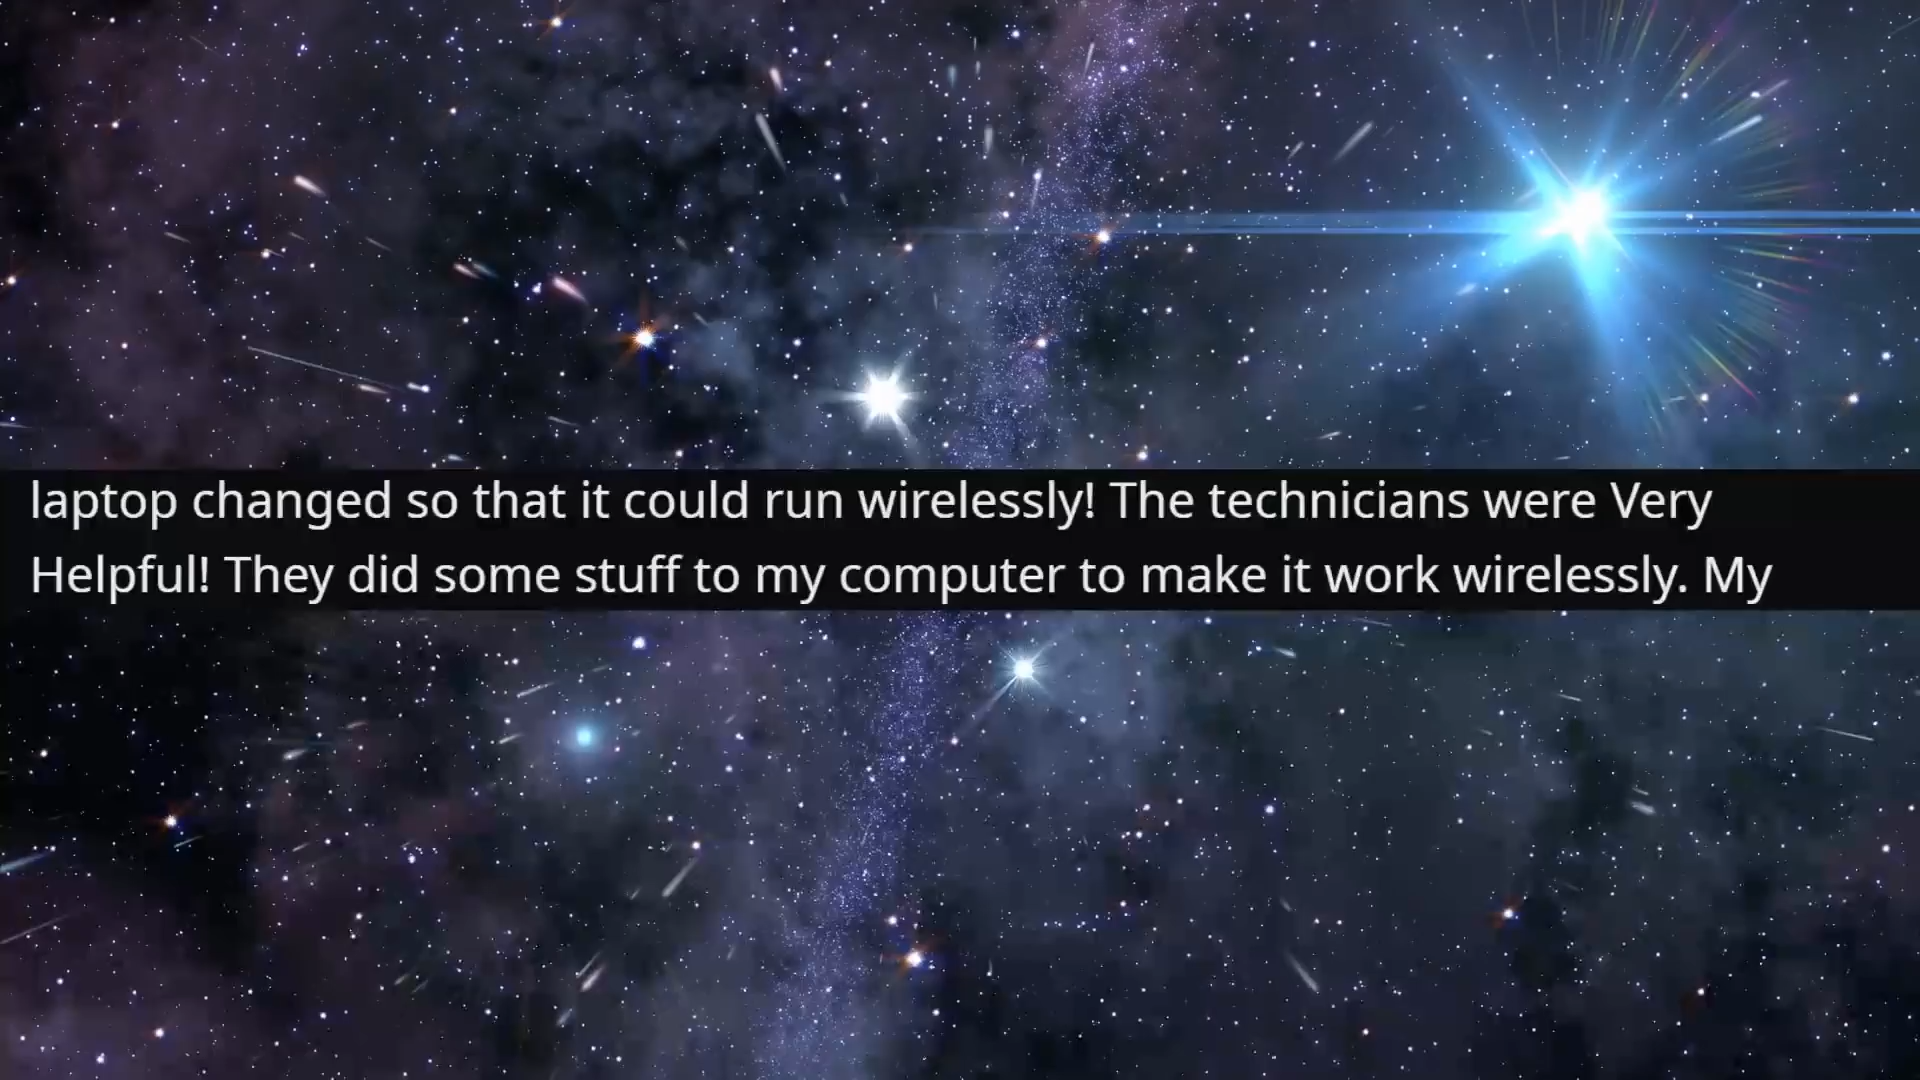 laptop changed so that it could run wirelessly! The technicians were Very
Helpful! They did some stuff to my computer to make it work wirelessly. My